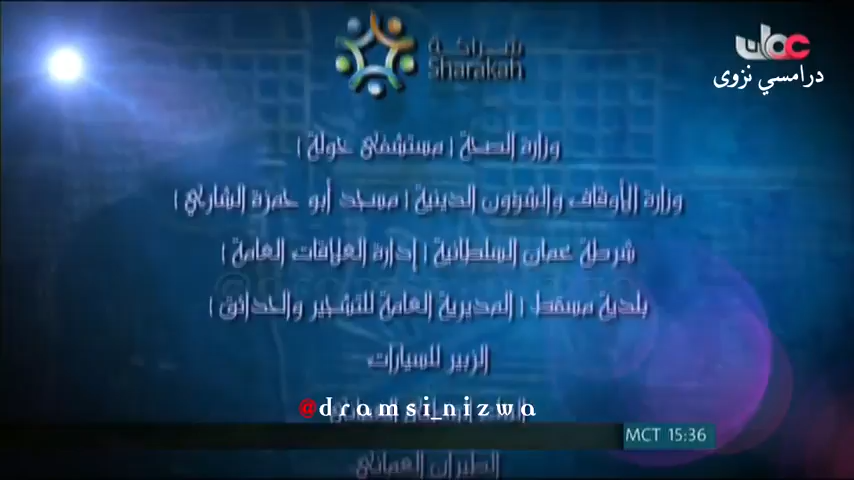 شراكة
Sharakah
عمان
درامسي نزوى
وزارة الصحة ( مستشفى خولة )
وزارة الأوقاف والشؤون الدينية ( مسجد أبو حمزة الشاري )
شرطة عمان السلطانية ( إدارة العلاقات العامة )
بلدية مسقط ( المديرية العامة للتشجير والحدائق )
الزبير للسيارات
@dramsi_nizwa
MCT 15:36
الطيران العماني